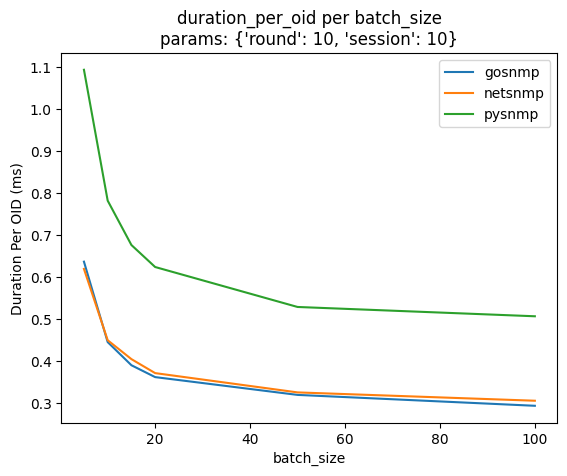 duration_per_oid per batch_size
params: {'round': 10, 'session': 10}
gosnmp
netsnmp
pysnmp
Duration Per OID (ms)
1.1
1.0
0.9
0.8
0.7
0.6
0.5
0.4
0.3
20 40 60 80 100
batch_size